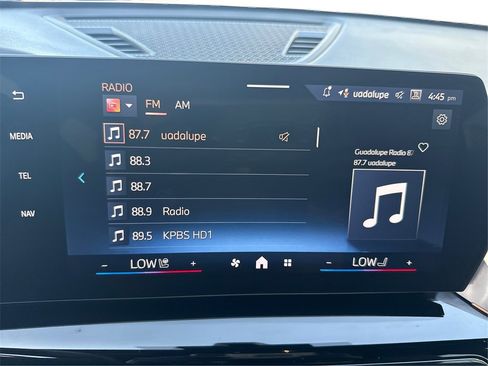 RADIO
uadalupe 4:45 pm
FM AM
87.7 uadalupe
MEDIA
88.3
Guadalupe Radio 87
87.7 uadalupe
TEL
88.7
NAV
88.9 Radio
89.5 KPBS HD1
- LOW + - LOW +